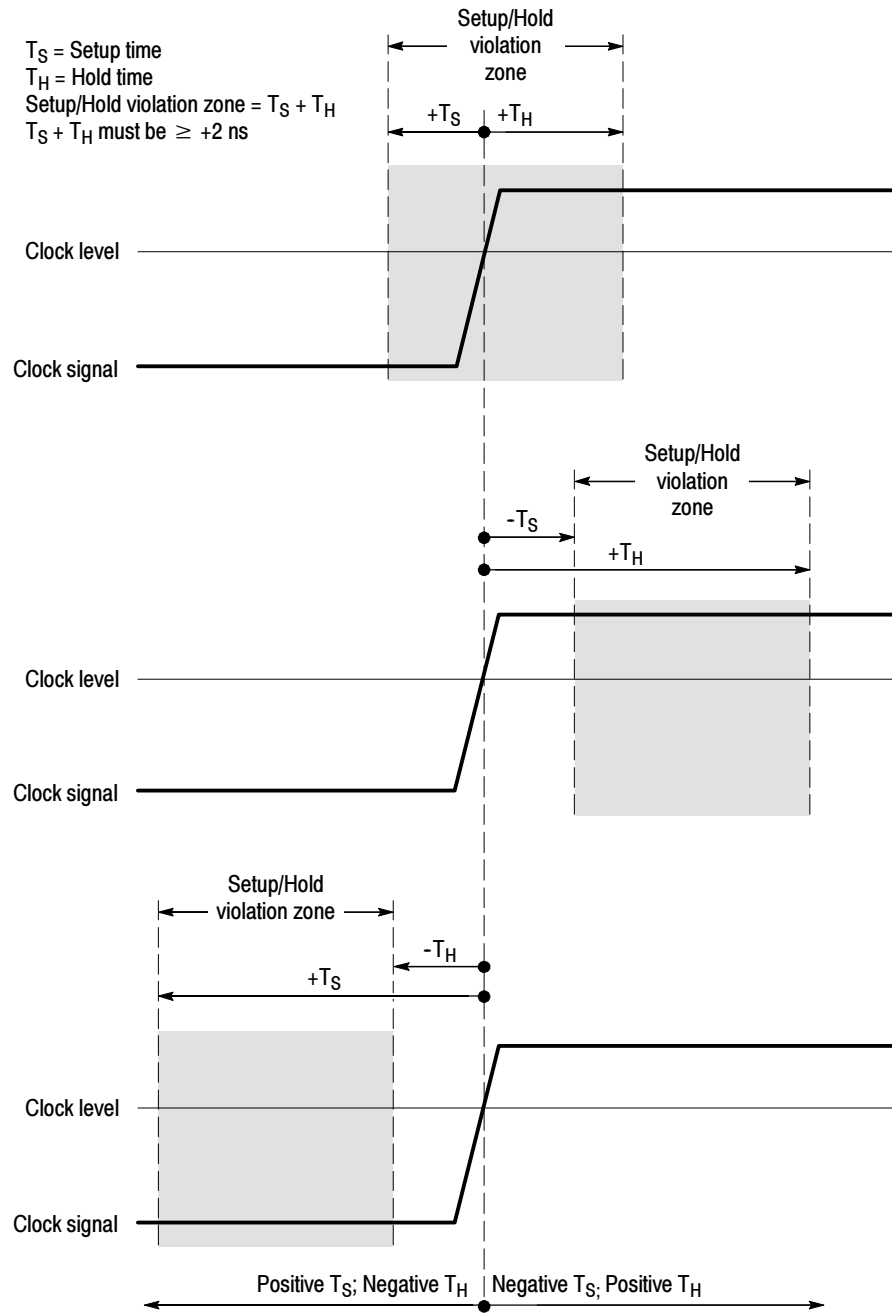 T_S = Setup time
T_H = Hold time
Setup/Hold violation zone = T_S + T_H
T_S + T_H must be ≥ +2 ns
Setup/Hold
violation
zone
+T_S
+T_H
Clock level
Clock signal
Setup/Hold
violation
zone
-T_S
+T_H
Clock level
Clock signal
Setup/Hold
violation zone
-T_H
+T_S
Clock level
Clock signal
Positive T_S; Negative T_H
Negative T_S; Positive T_H